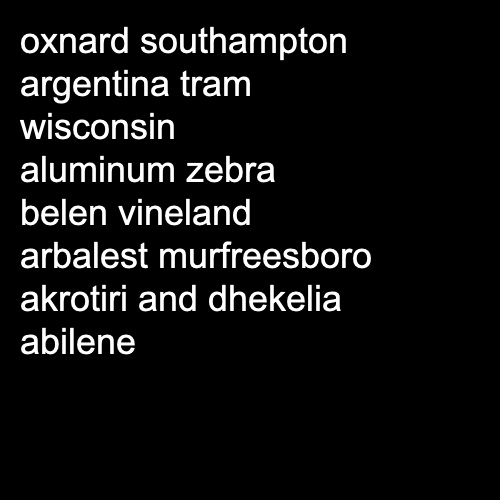 oxnard southampton
argentina tram
wisconsin
aluminum zebra
belen vineland
arbalest murfreesboro
akrotiri and dhekelia
abilene